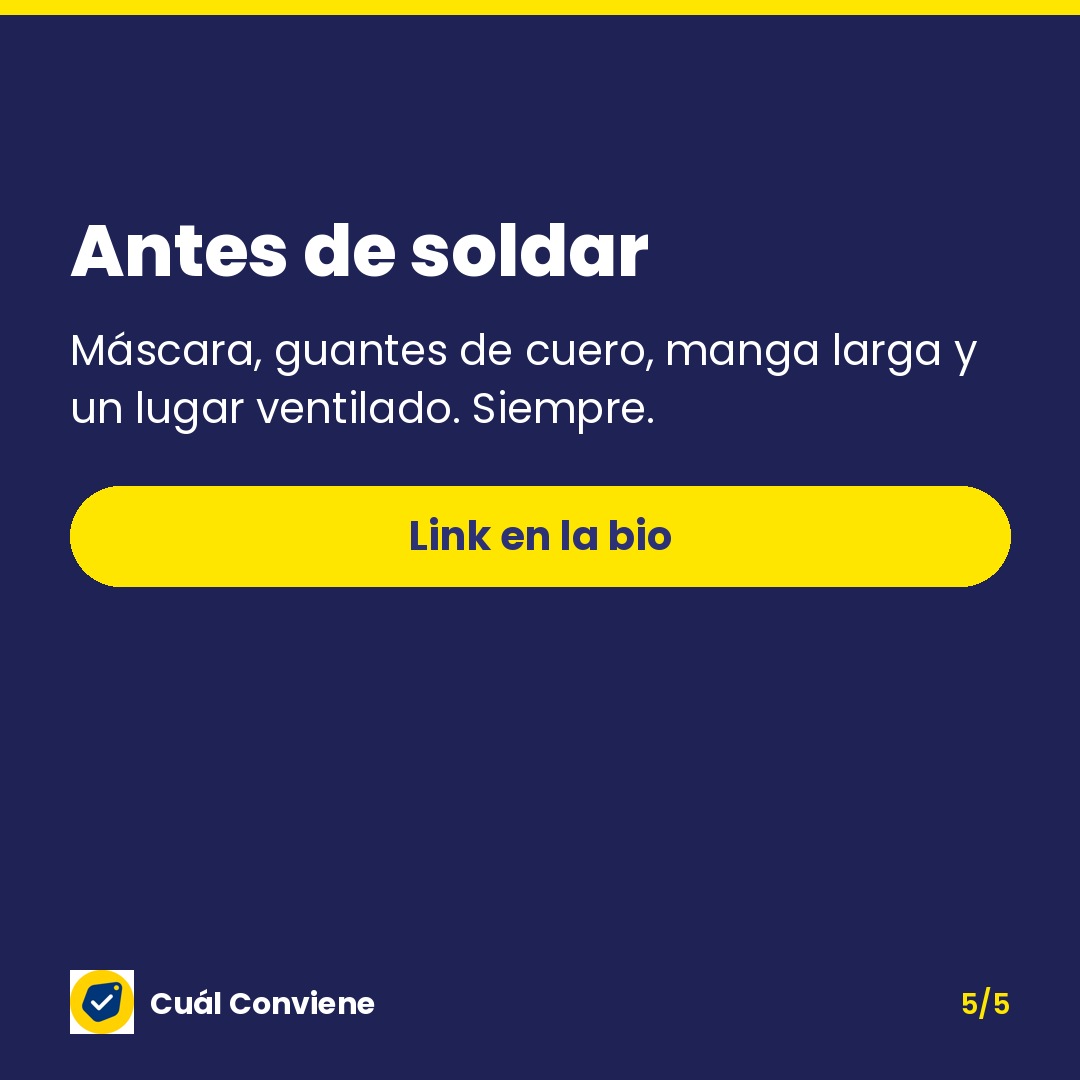 Antes de soldar
Máscara, guantes de cuero, manga larga y
un lugar ventilado. Siempre.
Link en la bio
Cuál Conviene
5/5